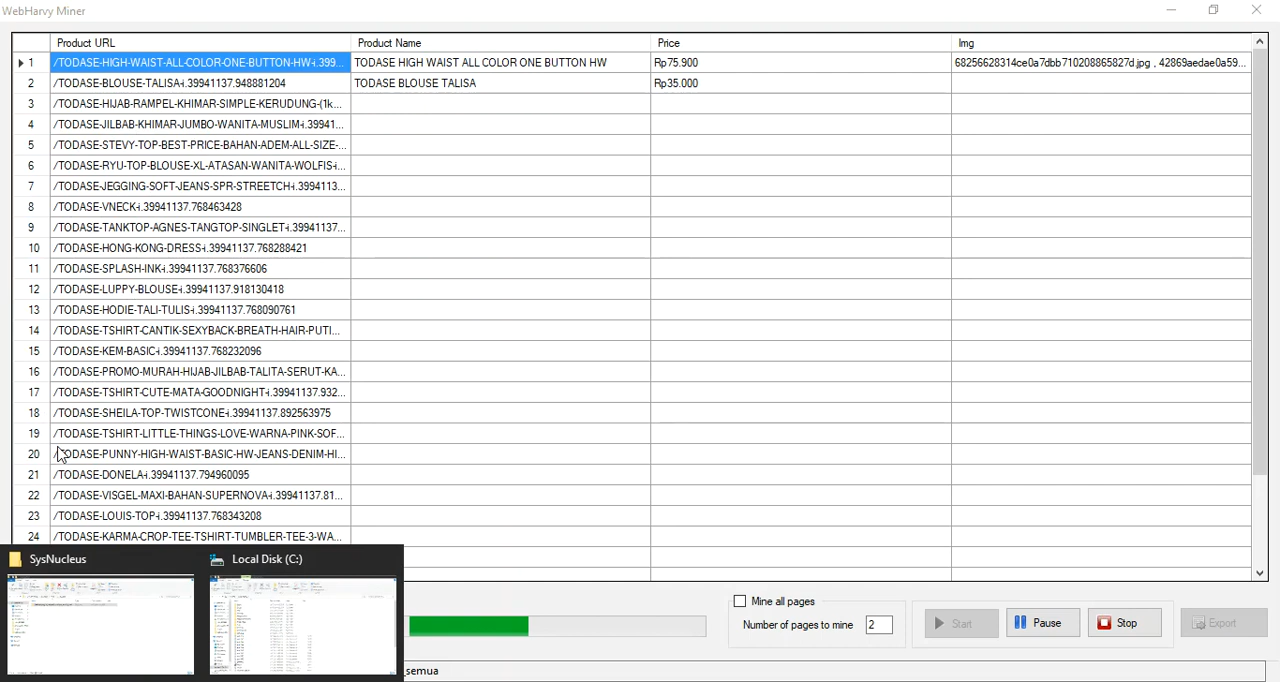 WebHarvy Miner
Product URL Product Name Price Img
1 /TODASE-HIGH-WAIST-ALL-COLOR-ONE-BUTTON-HW-i.399... TODASE HIGH WAIST ALL COLOR ONE BUTTON HW Rp75.900 68256628314ce0a7dbb710208865827d.jpg , 42869aedae0a59...
2 /TODASE-BLOUSE-TALISA-i.39941137.948881204 TODASE BLOUSE TALISA Rp35.000
3 /TODASE-HIJAB-RAMPEL-KHIMAR-SIMPLE-KERUDUNG-(1k...
4 /TODASE-JILBAB-KHIMAR-JUMBO-WANITA-MUSLIM-i.39941...
5 /TODASE-STEVY-TOP-BEST-PRICE-BAHAN-ADEM-ALL-SIZE-...
6 /TODASE-RYU-TOP-BLOUSE-XL-ATASAN-WANITA-WOLFIS-i...
7 /TODASE-JEGGING-SOFT-JEANS-SPR-STREETCH-i.3994113...
8 /TODASE-VNECK-i.39941137.768463428
9 /TODASE-TANKTOP-AGNES-TANGTOP-SINGLET-i.39941137...
10 /TODASE-HONG-KONG-DRESS-i.39941137.768288421
11 /TODASE-SPLASH-INK-i.39941137.768376606
12 /TODASE-LUPPY-BLOUSE-i.39941137.918130418
13 /TODASE-HODIE-TALI-TULIS-i.39941137.768090761
14 /TODASE-TSHIRT-CANTIK-SEXYBACK-BREATH-HAIR-PUTI...
15 /TODASE-KEM-BASIC-i.39941137.768232096
16 /TODASE-PROMO-MURAH-HIJAB-JILBAB-TALITA-SERUT-KA...
17 /TODASE-TSHIRT-CUTE-MATA-GOODNIGHT-i.39941137.932...
18 /TODASE-SHEILA-TOP-TWISTCONE-i.39941137.892563975
19 /TODASE-TSHIRT-LITTLE-THINGS-LOVE-WARNA-PINK-SOF...
20 /TODASE-PUNNY-HIGH-WAIST-BASIC-HW-JEANS-DENIM-HI...
21 /TODASE-DONELA-i.39941137.794960095
22 /TODASE-VISGEL-MAXI-BAHAN-SUPERNOVA-i.39941137.81...
23 /TODASE-LOUIS-TOP-i.39941137.768343208
24 /TODASE-KARMA-CROP-TEE-TSHIRT-TUMBLER-TEE-3-WA...
SysNucleus Local Disk (C:)
Mine all pages
Number of pages to mine 2
Start Pause Stop Export
_semua